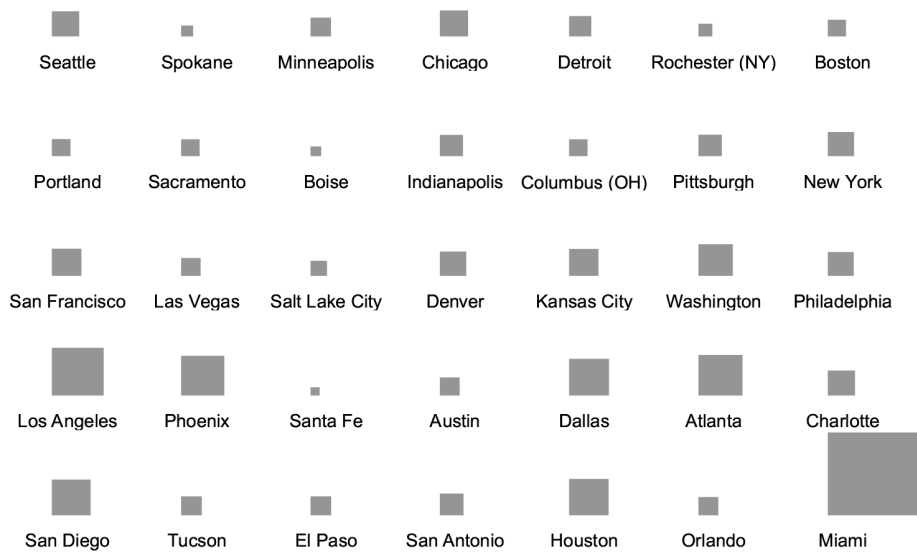 Seattle Spokane Minneapolis Chicago Detroit Rochester (NY) Boston
Portland Sacramento Boise Indianapolis Columbus (OH) Pittsburgh New York
San Francisco Las Vegas Salt Lake City Denver Kansas City Washington Philadelphia
Los Angeles Phoenix Santa Fe Austin Dallas Atlanta Charlotte
San Diego Tucson El Paso San Antonio Houston Orlando Miami